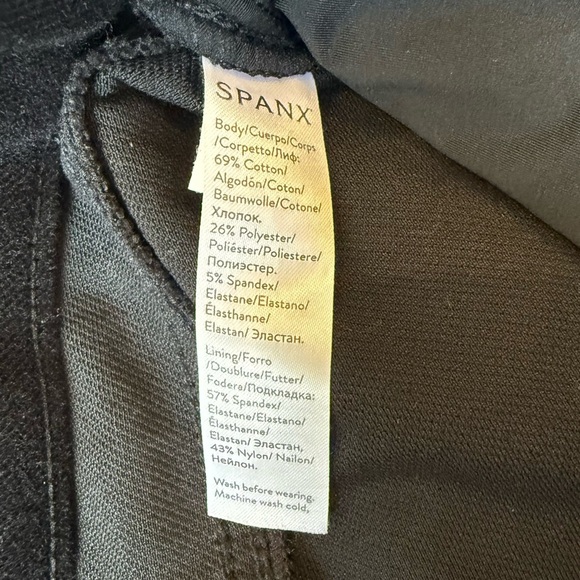 SPANX
Body/Cuerpo/Corps
/Corpetto/Лиф:
69% Cotton/
Algodón/Coton/
Baumwolle/Cotone/
Хлопок.
26% Polyester/
Poliéster/Poliestere/
Полиэстер.
5% Spandex/
Elastane/Elastano/
Élasthanne/
Elastan/ Эластан.
Lining/Forro
/Doublure/Futter/
Fodera/Подкладка:
57% Spandex/
Elastane/Elastano/
Élasthanne/
Elastan/ Эластан,
43% Nylon/ Nailon/
Нейлон.
Wash before wearing.
Machine wash cold,